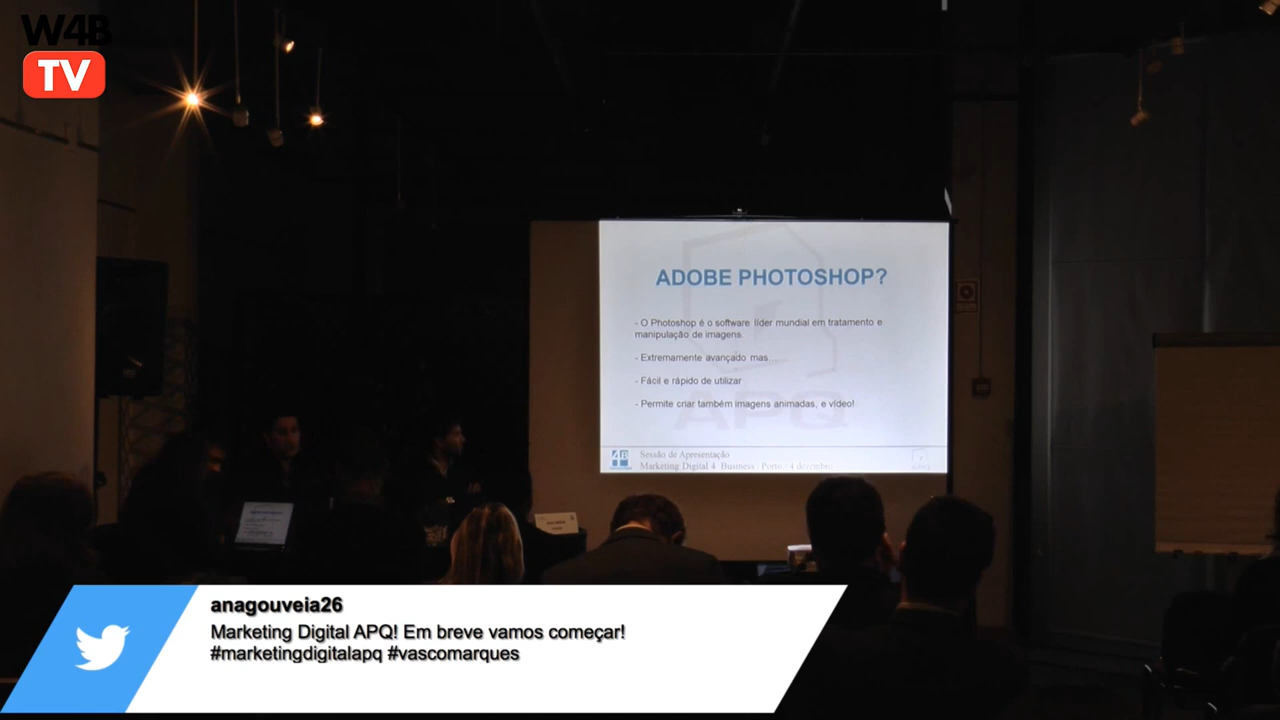 W4B
TV
ADOBE PHOTOSHOP?
- O Photoshop é o software líder mundial em tratamento e
manipulação de imagens.
- Extremamente avançado mas...
- Fácil e rápido de utilizar
- Permite criar também imagens animadas, e vídeo!
APQ
4B
Sessão de Apresentação
Marketing Digital 4 Business | Porto, 4 dezembro
anagouveia26
Marketing Digital APQ! Em breve vamos começar!
#marketingdigitalapq #vascomarques